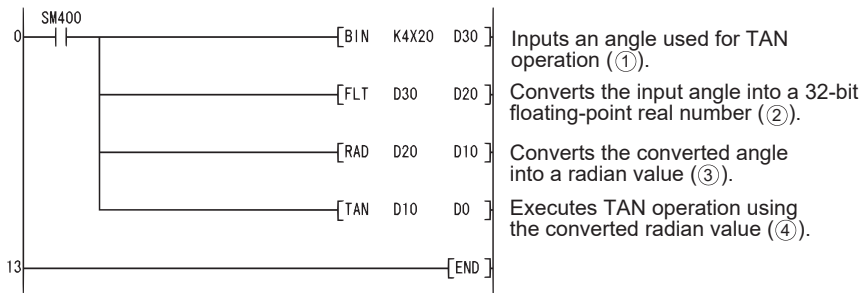 SM400
0 [BIN K4X20 D30] Inputs an angle used for TAN
operation (①).
[FLT D30 D20] Converts the input angle into a 32-bit
floating-point real number (②).
[RAD D20 D10] Converts the converted angle
into a radian value (③).
[TAN D10 D0] Executes TAN operation using
the converted radian value (④).
13 [END]